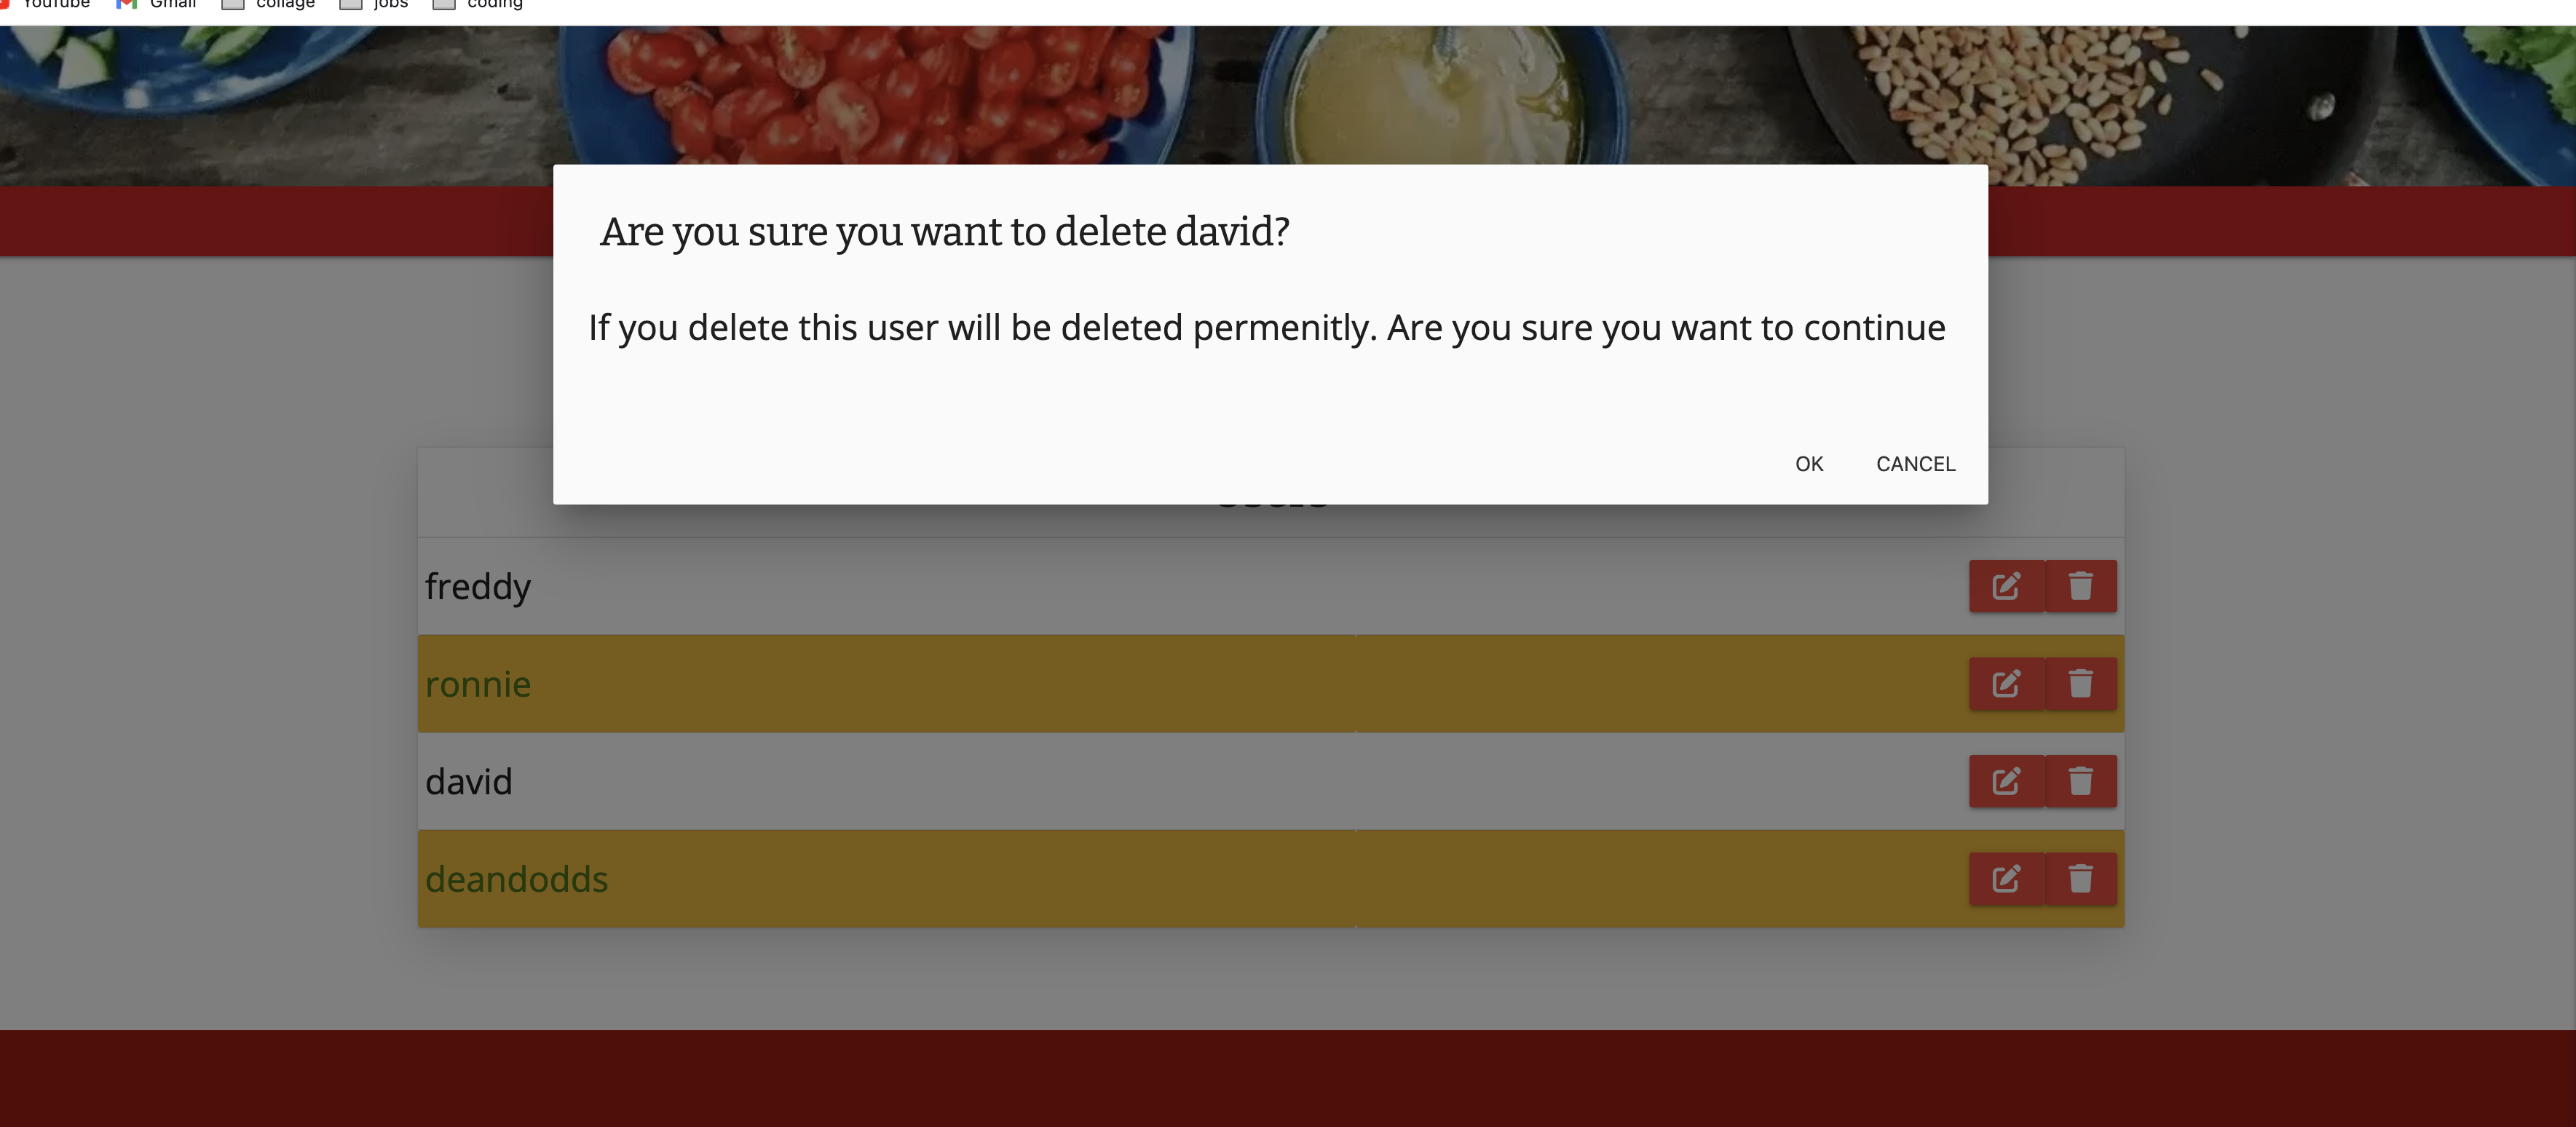 YouTube Gmail collage jobs coding
Are you sure you want to delete david?
If you delete this user will be deleted permenitly. Are you sure you want to continue
OK CANCEL
freddy
ronnie
david
deandodds